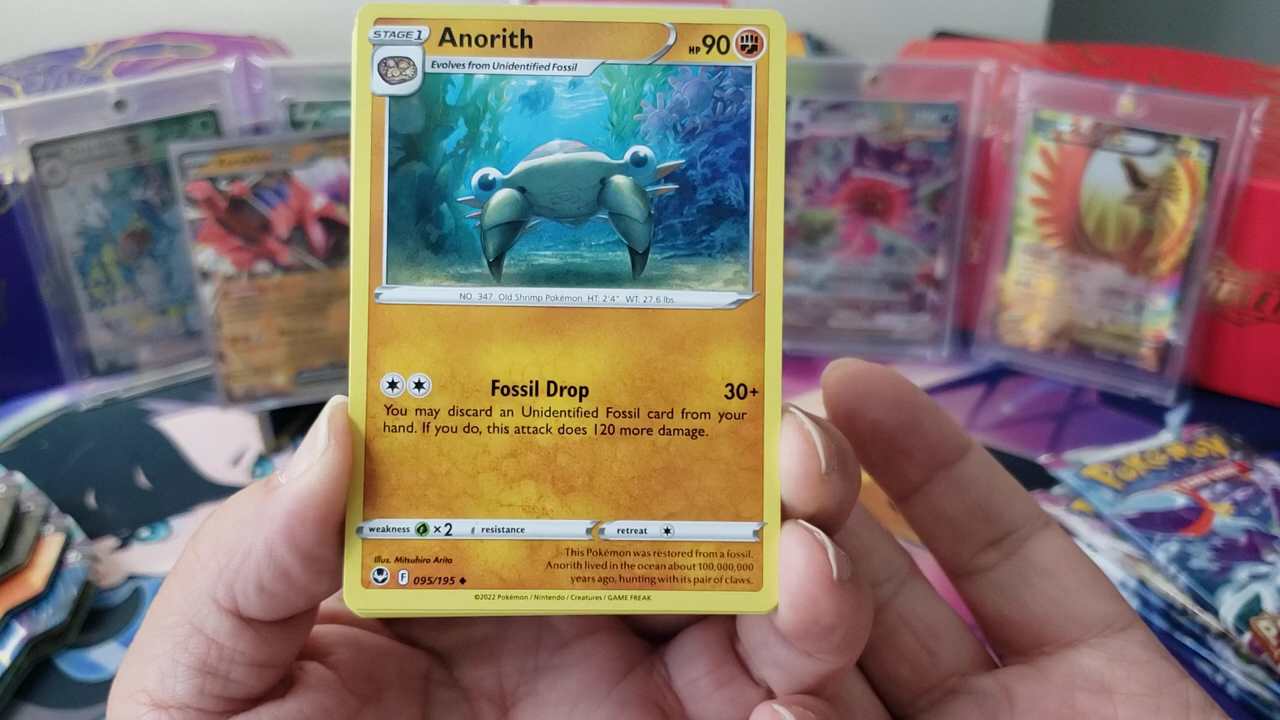 STAGE 1
Anorith
HP 90
Evolves from Unidentified Fossil
NO. 347 Old Shrimp Pokémon HT: 2'4" WT: 27.6 lbs.
Fossil Drop 30+
You may discard an Unidentified Fossil card from your
hand. If you do, this attack does 120 more damage.
weakness ×2 resistance retreat
Illus. Mitsuhiro Arita
This Pokémon was restored from a fossil.
Anorith lived in the ocean about 100,000,000
years ago, hunting with its pair of claws.
F 095/195
©2022 Pokémon / Nintendo / Creatures / GAME FREAK
POKÉMON